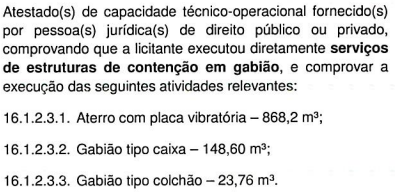 Atestado(s) de capacidade técnico-operacional fornecido(s)
por pessoa(s) jurídica(s) de direito público ou privado,
comprovando que a licitante executou diretamente serviços
de estruturas de contenção em gabião, e comprovar a
execução das seguintes atividades relevantes:
16.1.2.3.1. Aterro com placa vibratória – 868,2 m³;
16.1.2.3.2. Gabião tipo caixa – 148,60 m³;
16.1.2.3.3. Gabião tipo colchão – 23,76 m³.